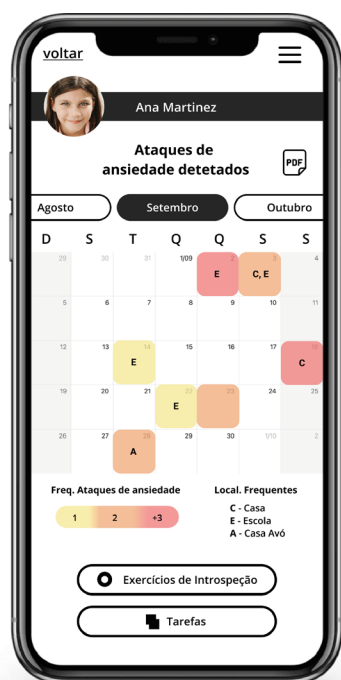 voltar
Ana Martinez
Ataques de
ansiedade detetados
PDF
Agosto Setembro Outubro
D S T Q Q S S
29 30 31 1/09 2 3 4
E C, E
5 6 7 8 9 10 11
12 13 14 15 16 17
E C
19 20 21 22 23 24 25
E
26 27 28 29 30 1/10 2
A
Freq. Ataques de ansiedade
1 2 +3
Local. Frequentes
C - Casa
E - Escola
A - Casa Avó
Exercícios de Introspeção
Tarefas